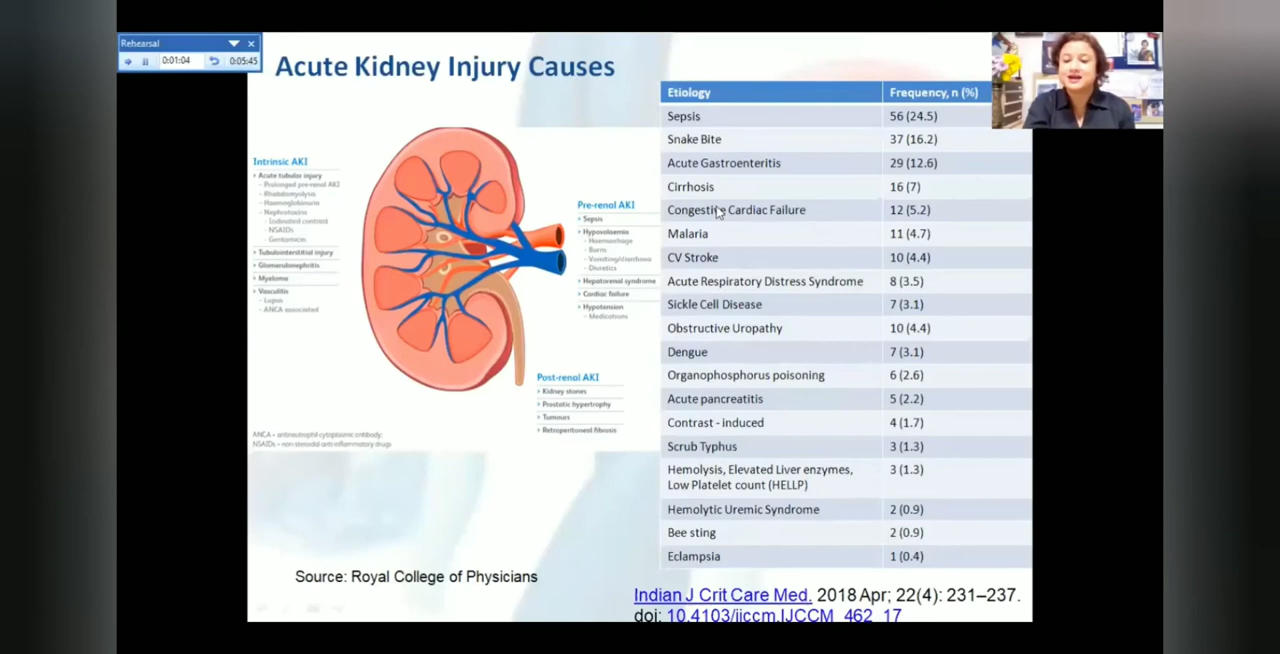 Rehearsal
0:01:04
0:05:45
Acute Kidney Injury Causes
Intrinsic AKI
Acute tubular injury
- Prolonged pre-renal AKI
- Rhabdomyolysis
- Haemoglobinuria
- Nephrotoxins
- Iodinated contrast
- NSAIDs
- Gentamicin
Tubulointerstitial injury
Glomerulonephritis
Myeloma
Vasculitis
- Lupus
- ANCA associated
Pre-renal AKI
Sepsis
Hypovolaemia
- Haemorrhage
- Burns
- Vomiting/diarrhoea
- Diuretics
Hepatorenal syndrome
Cardiac failure
Hypotension
- Medications
Post-renal AKI
Kidney stones
Prostatic hypertrophy
Tumours
Retroperitoneal fibrosis
ANCA = antineutrophil cytoplasmic antibody;
NSAIDs = non-steroidal anti-inflammatory drugs
Etiology Frequency, n (%)
Sepsis 56 (24.5)
Snake Bite 37 (16.2)
Acute Gastroenteritis 29 (12.6)
Cirrhosis 16 (7)
Congestive Cardiac Failure 12 (5.2)
Malaria 11 (4.7)
CV Stroke 10 (4.4)
Acute Respiratory Distress Syndrome 8 (3.5)
Sickle Cell Disease 7 (3.1)
Obstructive Uropathy 10 (4.4)
Dengue 7 (3.1)
Organophosphorus poisoning 6 (2.6)
Acute pancreatitis 5 (2.2)
Contrast - induced 4 (1.7)
Scrub Typhus 3 (1.3)
Hemolysis, Elevated Liver enzymes, 3 (1.3)
Low Platelet count (HELLP)
Hemolytic Uremic Syndrome 2 (0.9)
Bee sting 2 (0.9)
Eclampsia 1 (0.4)
Source: Royal College of Physicians
Indian J Crit Care Med. 2018 Apr; 22(4): 231–237.
doi: 10.4103/ijccm.IJCCM_462_17